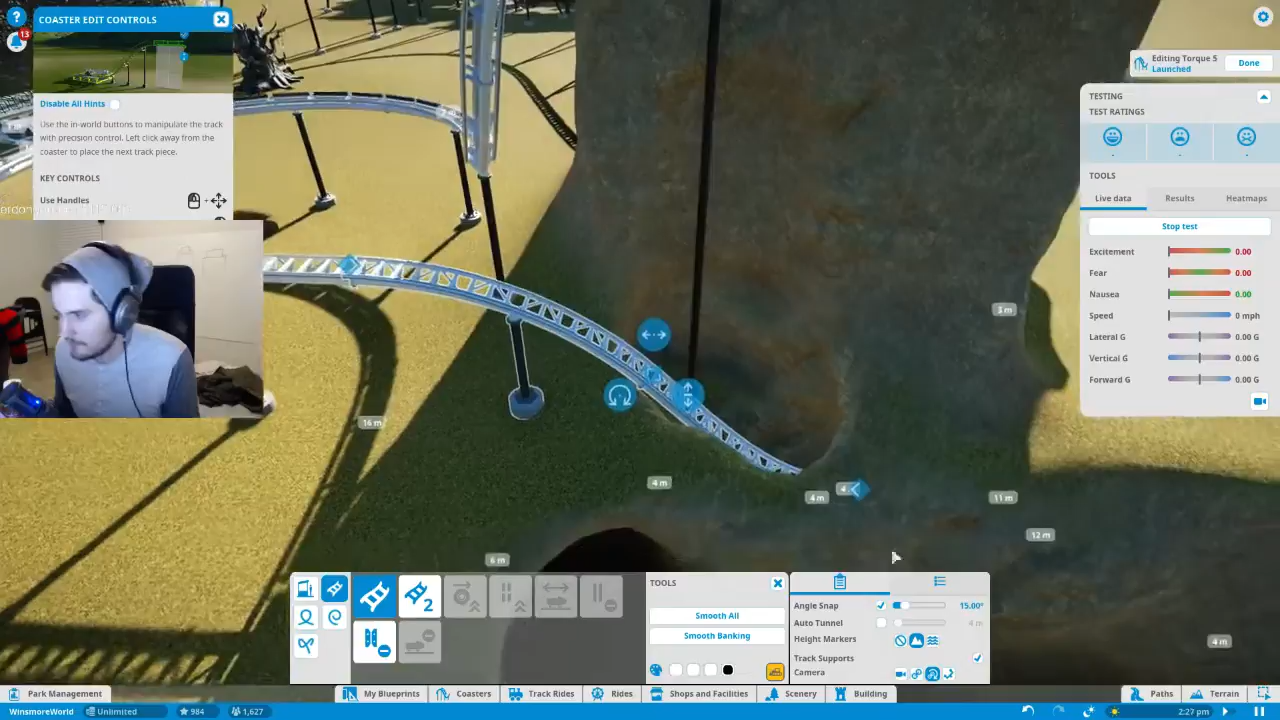 ?
13
COASTER EDIT CONTROLS
Disable All Hints
Use the in-world buttons to manipulate the track
with precision control. Left click away from the
coaster to place the next track piece.
KEY CONTROLS
Use Handles
Editing Torque 5
Launched
Done
TESTING
TEST RATINGS
- - -
TOOLS
Live data Results Heatmaps
Stop test
Excitement 0.00
Fear 0.00
Nausea 0.00
Speed 0 mph
Lateral G 0.00 G
Vertical G 0.00 G
Forward G 0.00 G
3 m
16 m
4 m
4 m
4
11 m
12 m
6 m
4 m
2
TOOLS
Smooth All
Smooth Banking
Angle Snap 15.00°
Auto Tunnel 4 m
Height Markers
Track Supports
Camera
Park Management
My Blueprints
Coasters
Track Rides
Rides
Shops and Facilities
Scenery
Building
Paths
Terrain
WinsmoreWorld
Unlimited
984
1,627
2:27 pm